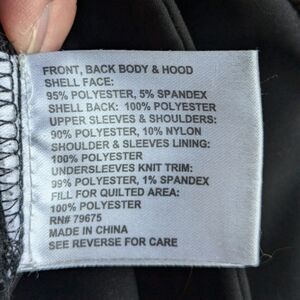 FRONT, BACK BODY & HOOD
SHELL FACE:
95% POLYESTER, 5% SPANDEX
SHELL BACK: 100% POLYESTER
UPPER SLEEVES & SHOULDERS:
90% POLYESTER, 10% NYLON
SHOULDER & SLEEVES LINING:
100% POLYESTER
UNDERSLEEVES KNIT TRIM:
99% POLYESTER, 1% SPANDEX
FILL FOR QUILTED AREA:
100% POLYESTER
RN# 79675
MADE IN CHINA
SEE REVERSE FOR CARE